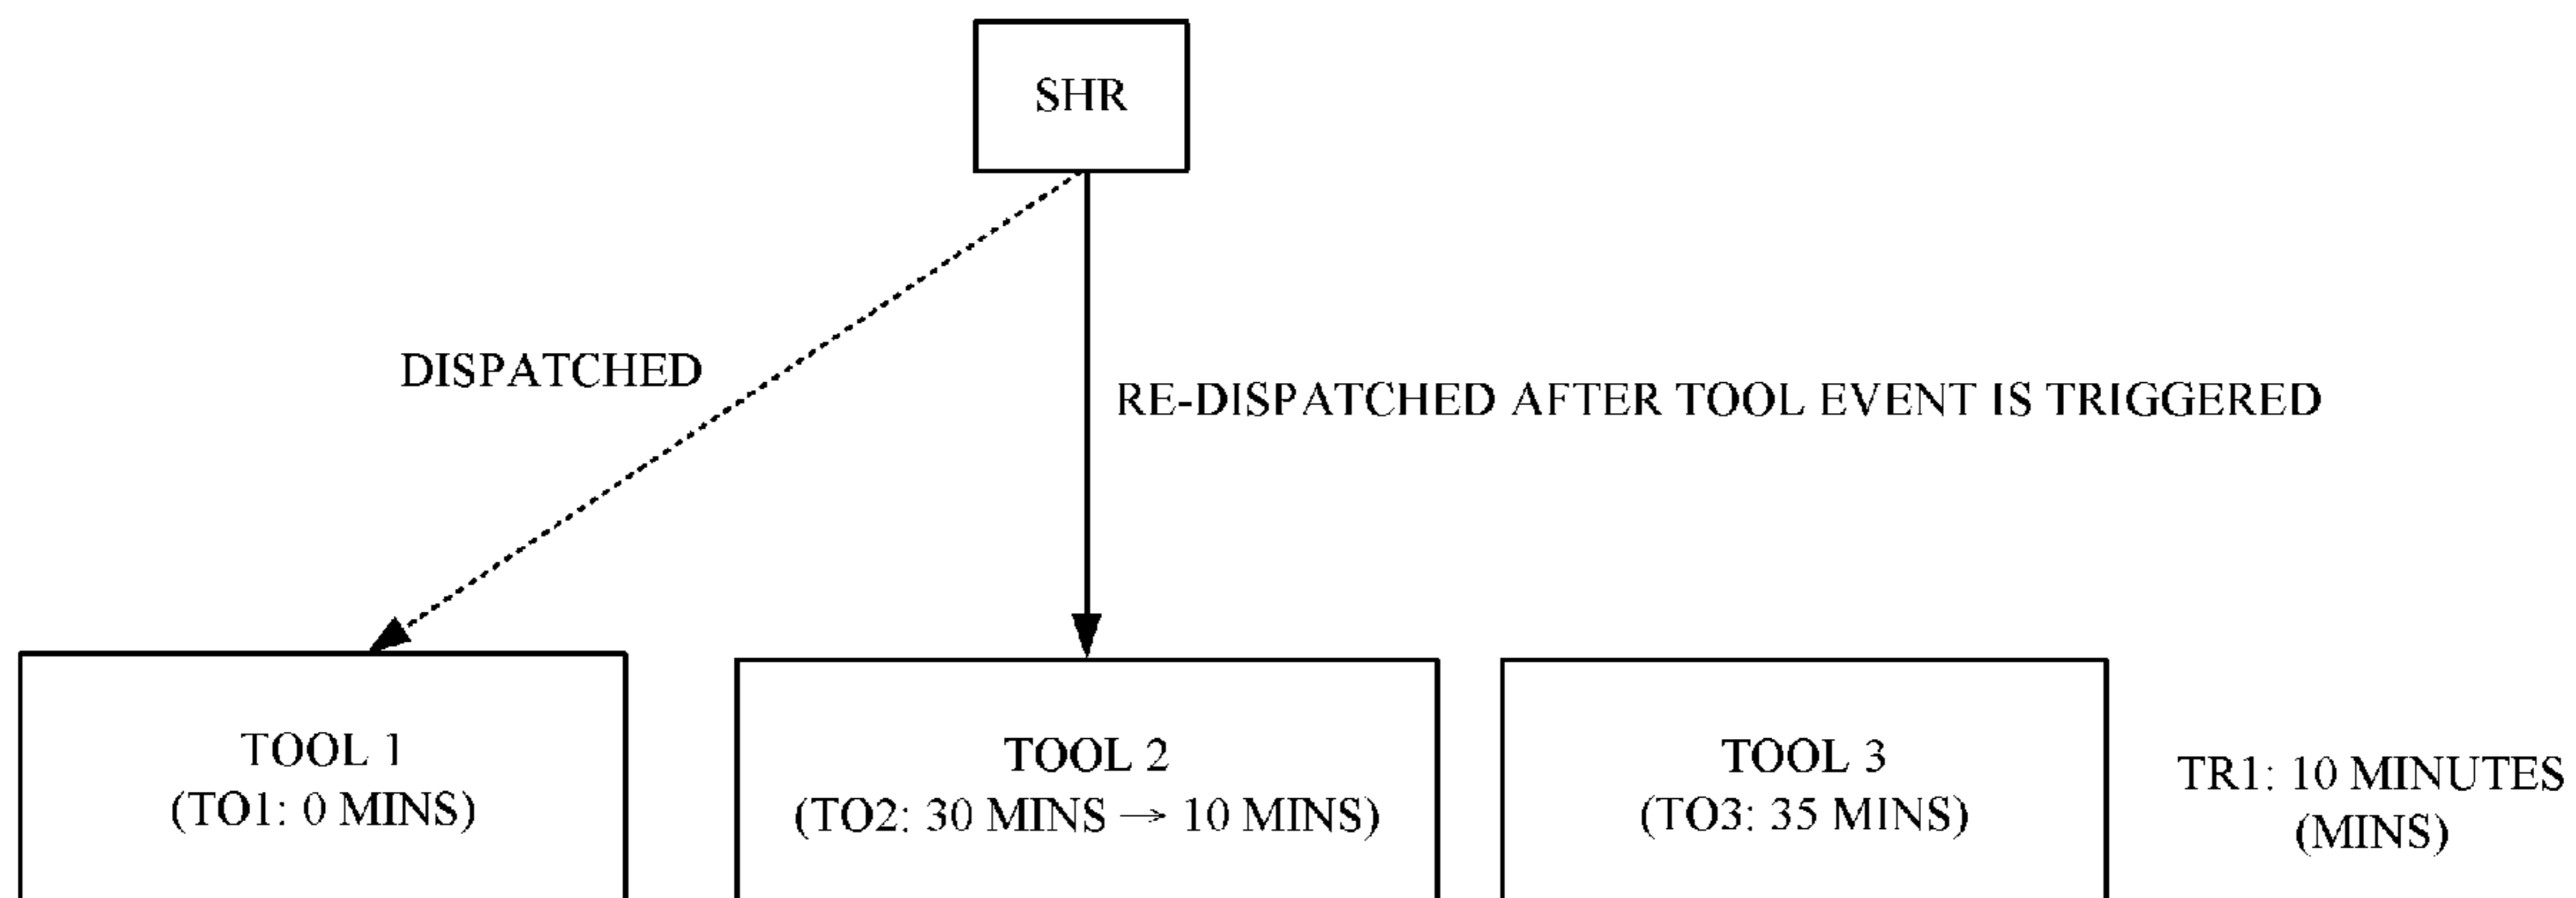 SHR
DISPATCHED
RE-DISPATCHED AFTER TOOL EVENT IS TRIGGERED
TOOL 1
(TO1: 0 MINS)
TOOL 2
(TO2: 30 MINS → 10 MINS)
TOOL 3
(TO3: 35 MINS)
TR1: 10 MINUTES
(MINS)